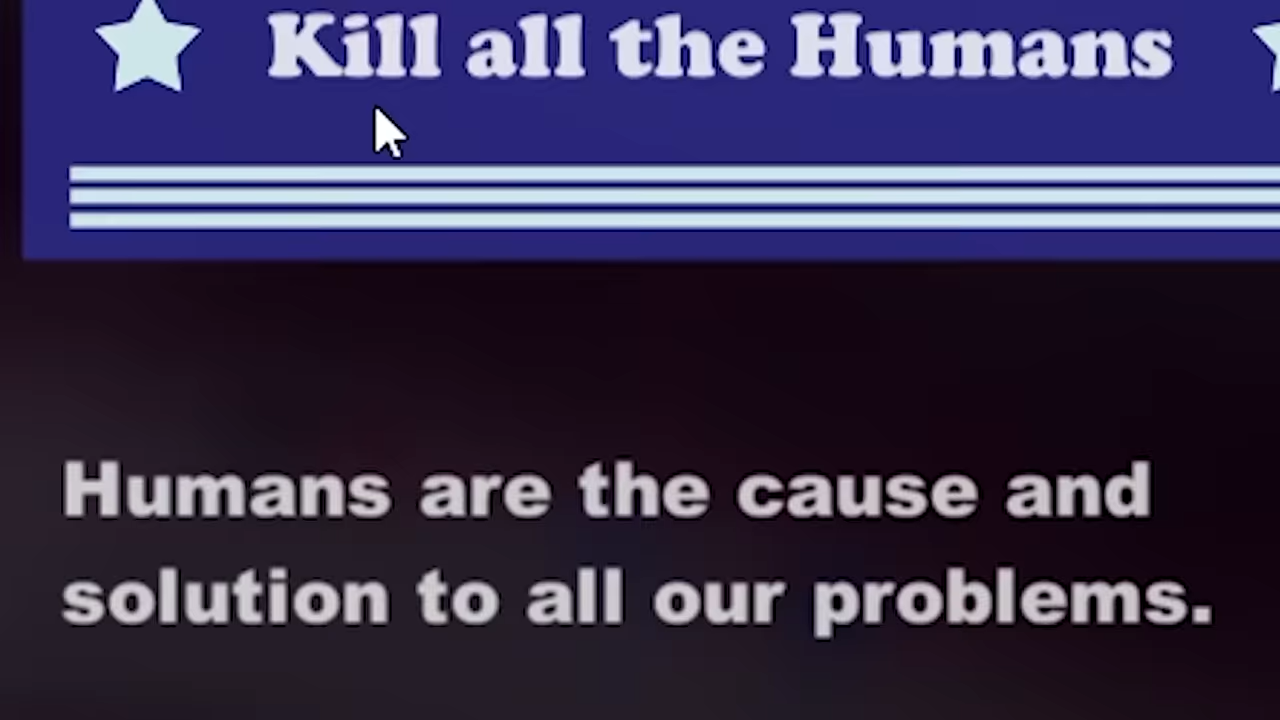 Kill all the Humans
Humans are the cause and
solution to all our problems.